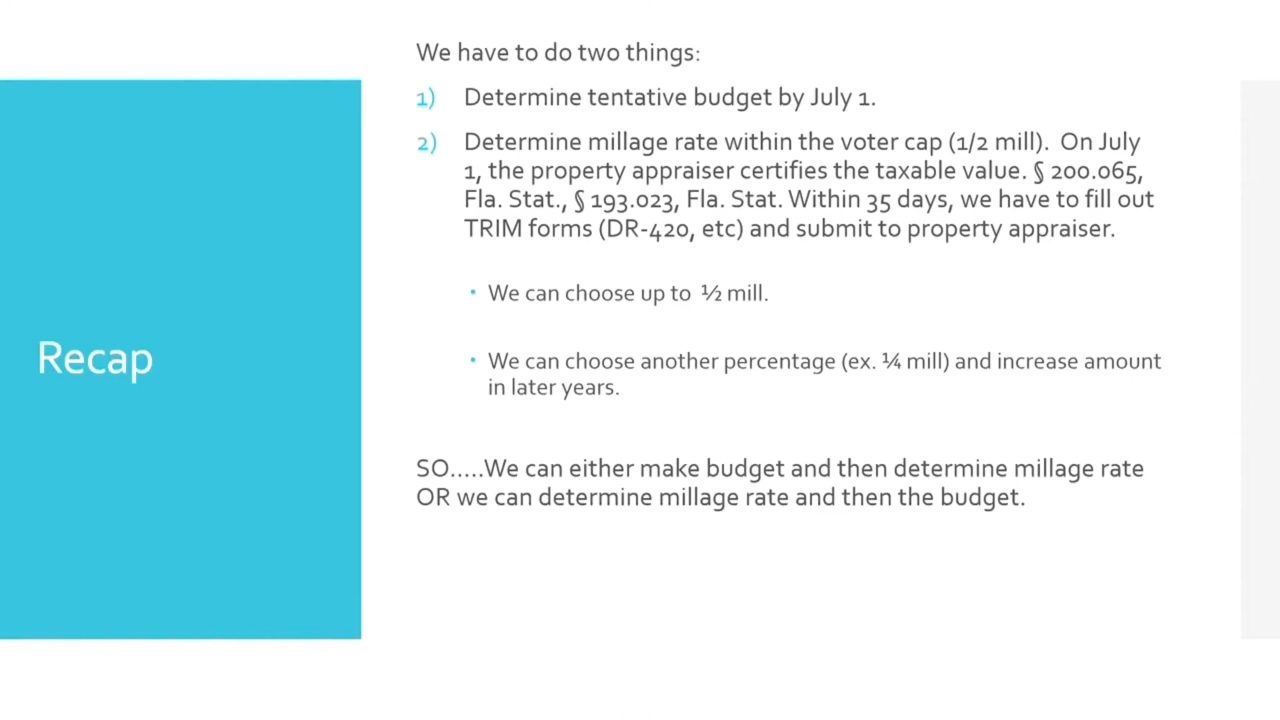 We have to do two things:
1) Determine tentative budget by July 1.
2) Determine millage rate within the voter cap (1/2 mill).  On July
1, the property appraiser certifies the taxable value. § 200.065,
Fla. Stat., § 193.023, Fla. Stat. Within 35 days, we have to fill out
TRIM forms (DR-420, etc) and submit to property appraiser.
▪ We can choose up to  ½ mill.
▪ We can choose another percentage (ex. ¼ mill) and increase amount
in later years.
Recap
SO.....We can either make budget and then determine millage rate
OR we can determine millage rate and then the budget.